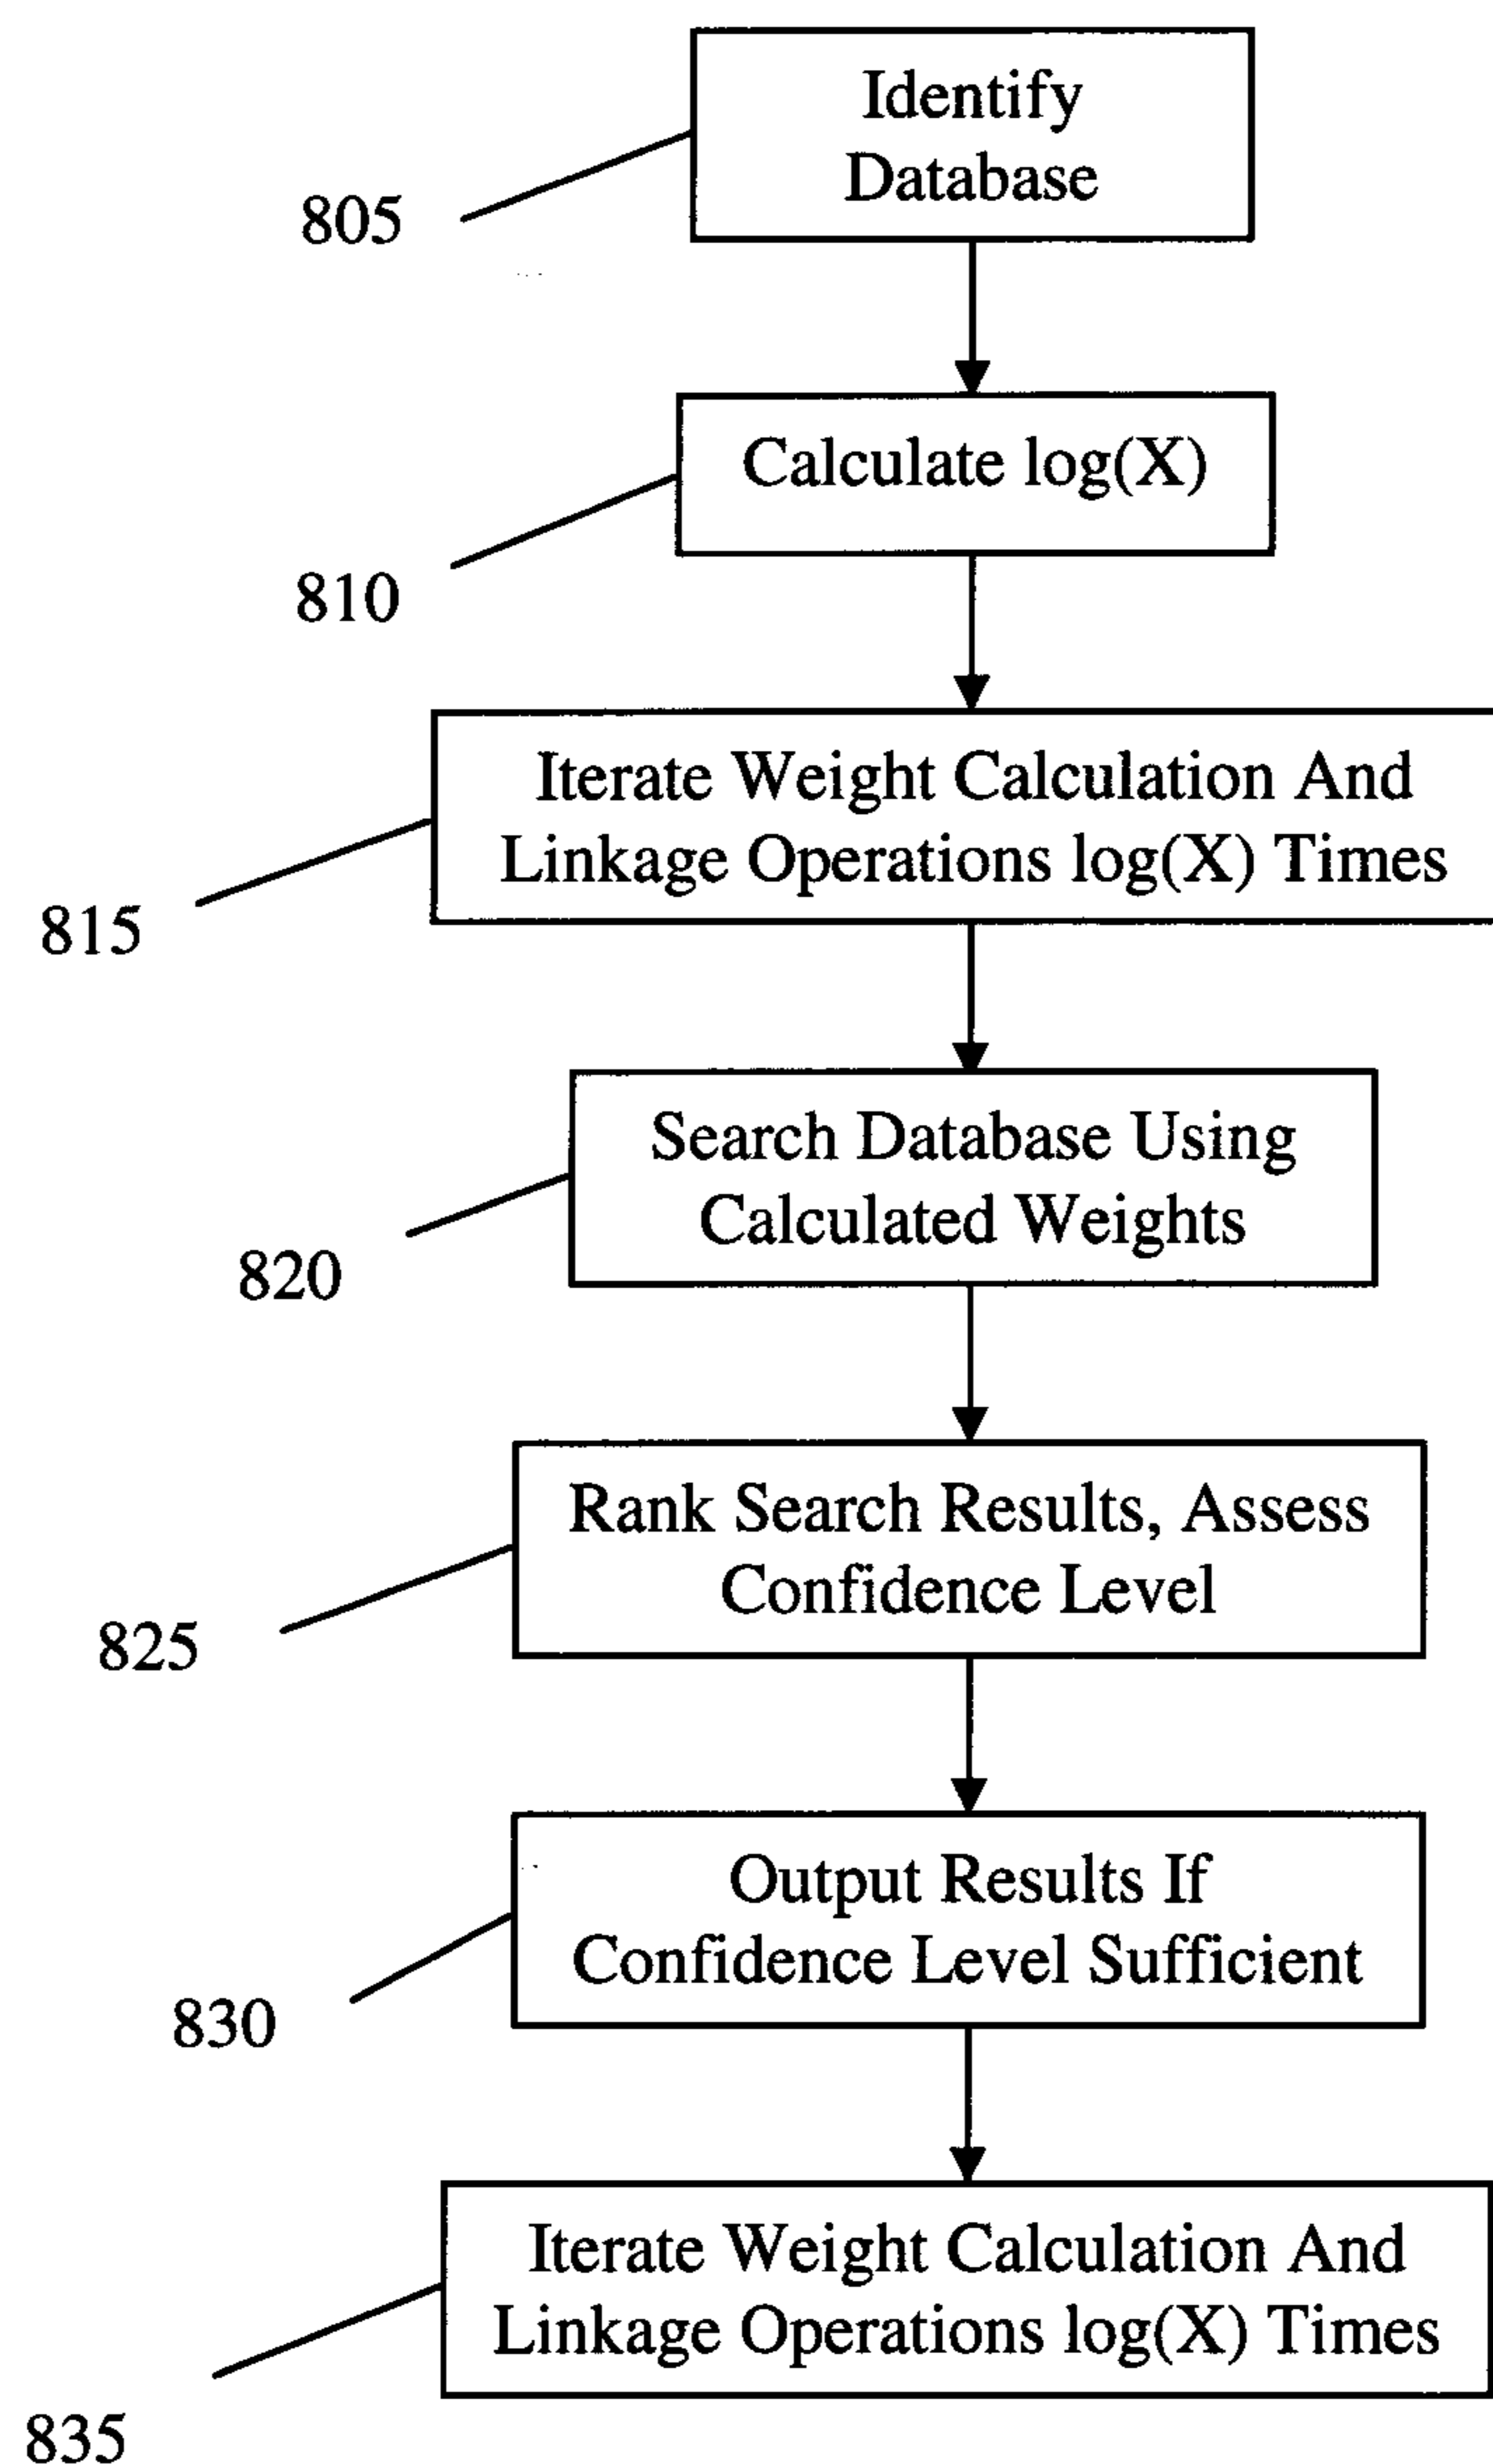 Identify
Database
805
Calculate log(X)
810
Iterate Weight Calculation And
Linkage Operations log(X) Times
815
Search Database Using
Calculated Weights
820
Rank Search Results, Assess
Confidence Level
825
Output Results If
Confidence Level Sufficient
830
Iterate Weight Calculation And
Linkage Operations log(X) Times
835